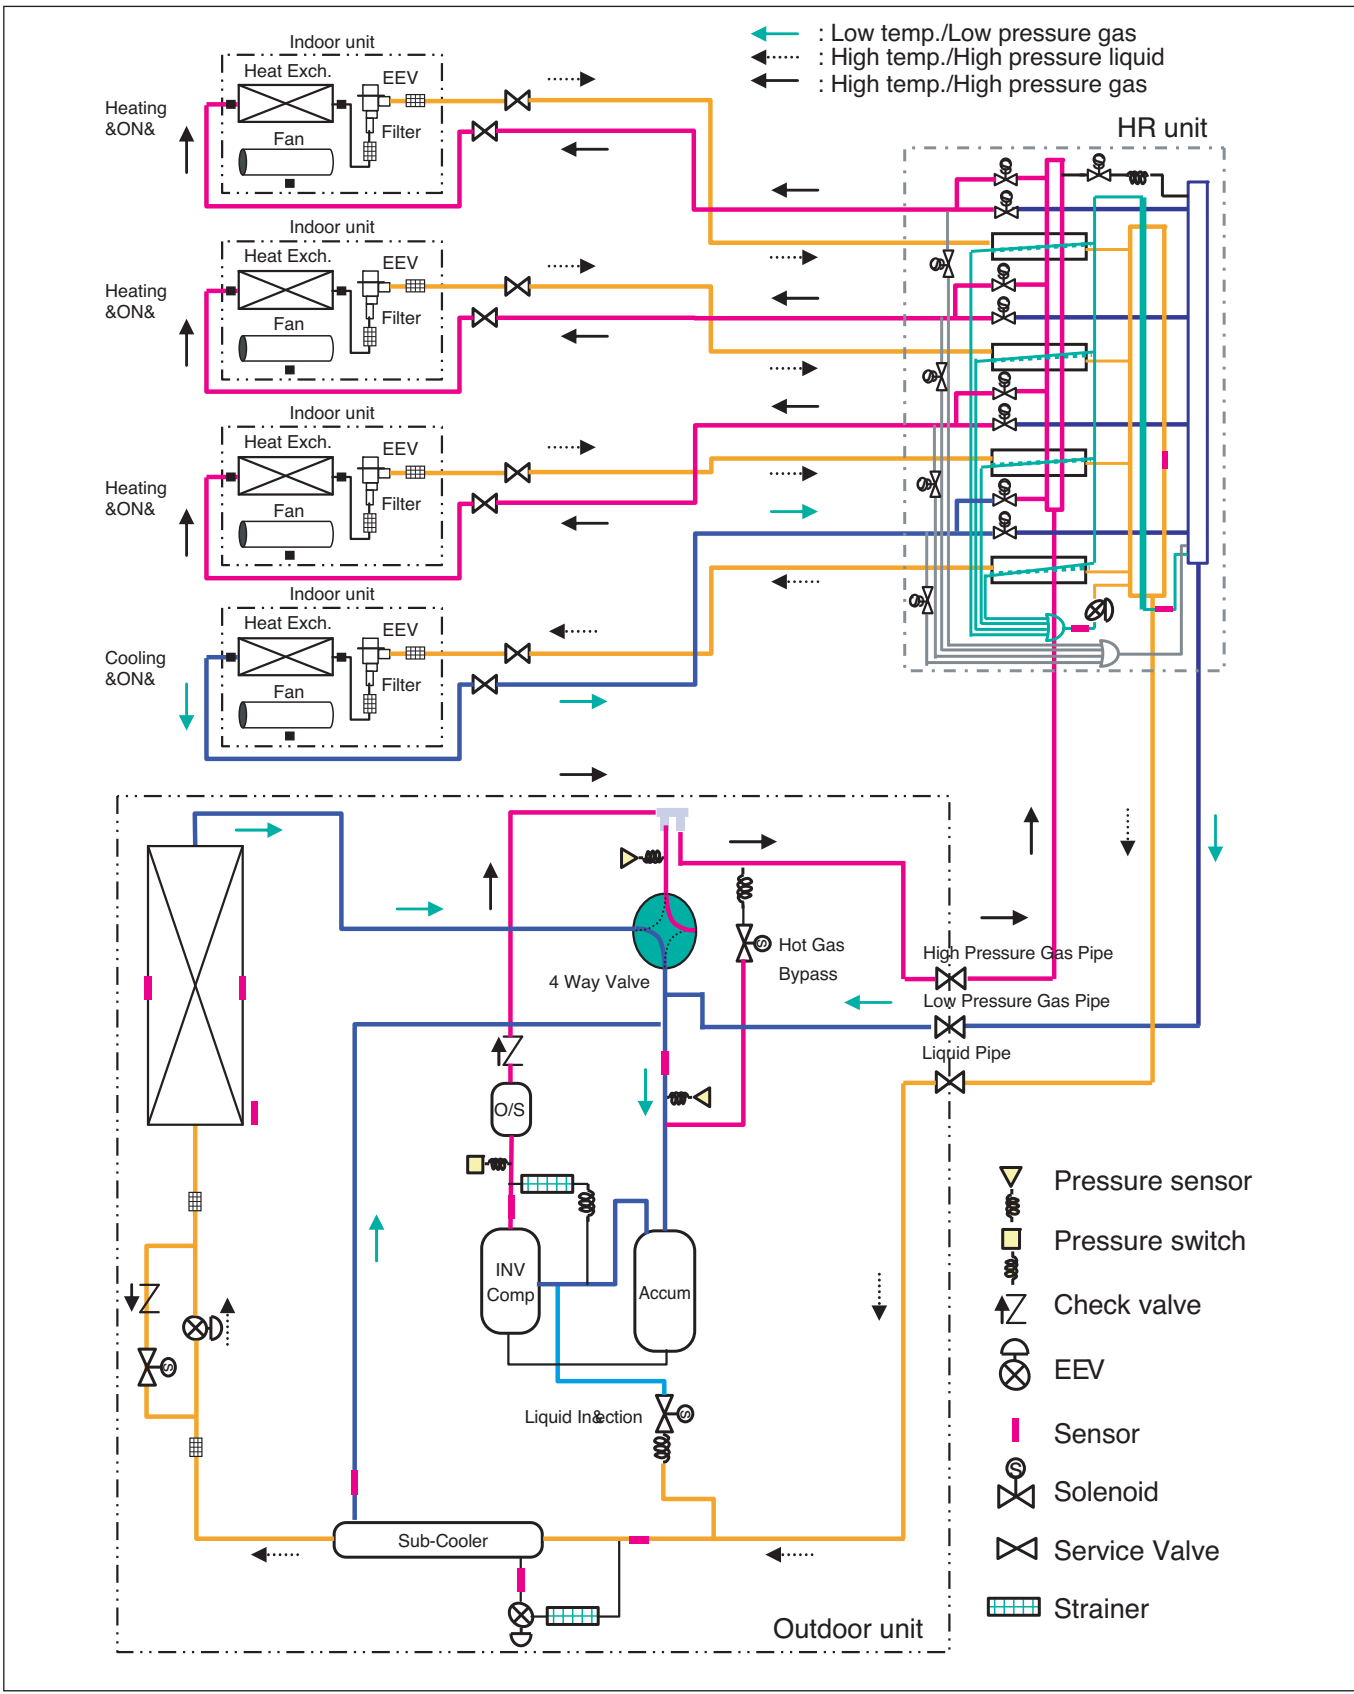 : Low temp./Low pressure gas
: High temp./High pressure liquid
: High temp./High pressure gas
HR unit
Indoor unit
Heat Exch.
EEV
Heating
&ON&
Fan
Filter
Indoor unit
Heat Exch.
EEV
Heating
&ON&
Fan
Filter
Indoor unit
Heat Exch.
EEV
Heating
&ON&
Fan
Filter
Indoor unit
Heat Exch.
EEV
Cooling
&ON&
Fan
Filter
Hot Gas
Bypass
4 Way Valve
High Pressure Gas Pipe
Low Pressure Gas Pipe
Liquid Pipe
O/S
INV
Comp
Accum
Liquid In&ection
Sub-Cooler
Outdoor unit
Pressure sensor
Pressure switch
Check valve
EEV
Sensor
S
Solenoid
Service Valve
Strainer
S
S
S